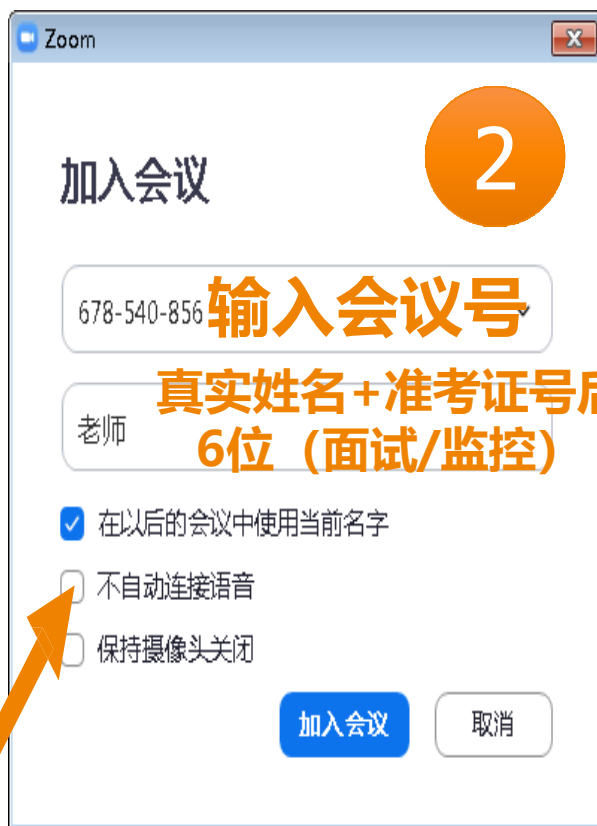 Zoom
2
加入会议
678-540-856
输入会议号
真实姓名+准考证号后
6位（面试/监控）
老师
在以后的会议中使用当前名字
不自动连接语音
保持摄像头关闭
加入会议
取消